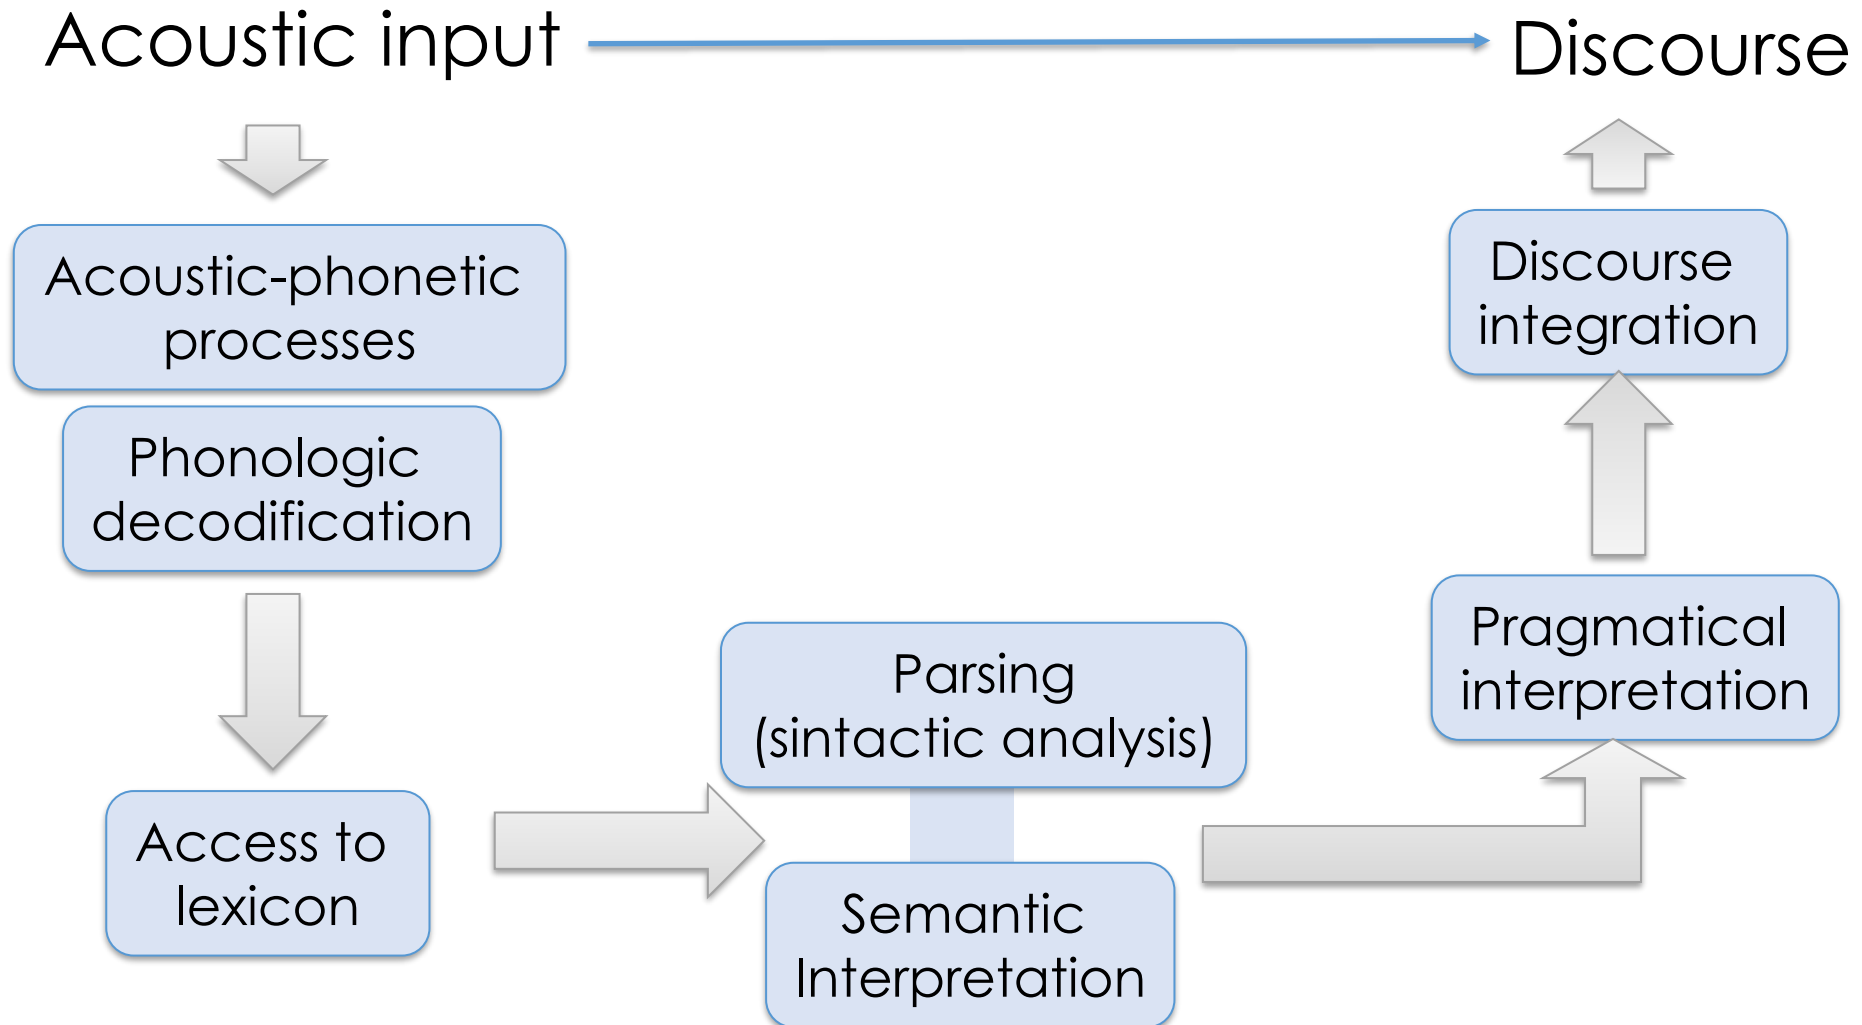 Acoustic input
Discourse
Acoustic-phonetic
processes
Phonologic
decodification
Access to
lexicon
Parsing
(sintactic analysis)
Semantic
Interpretation
Pragmatical
interpretation
Discourse
integration